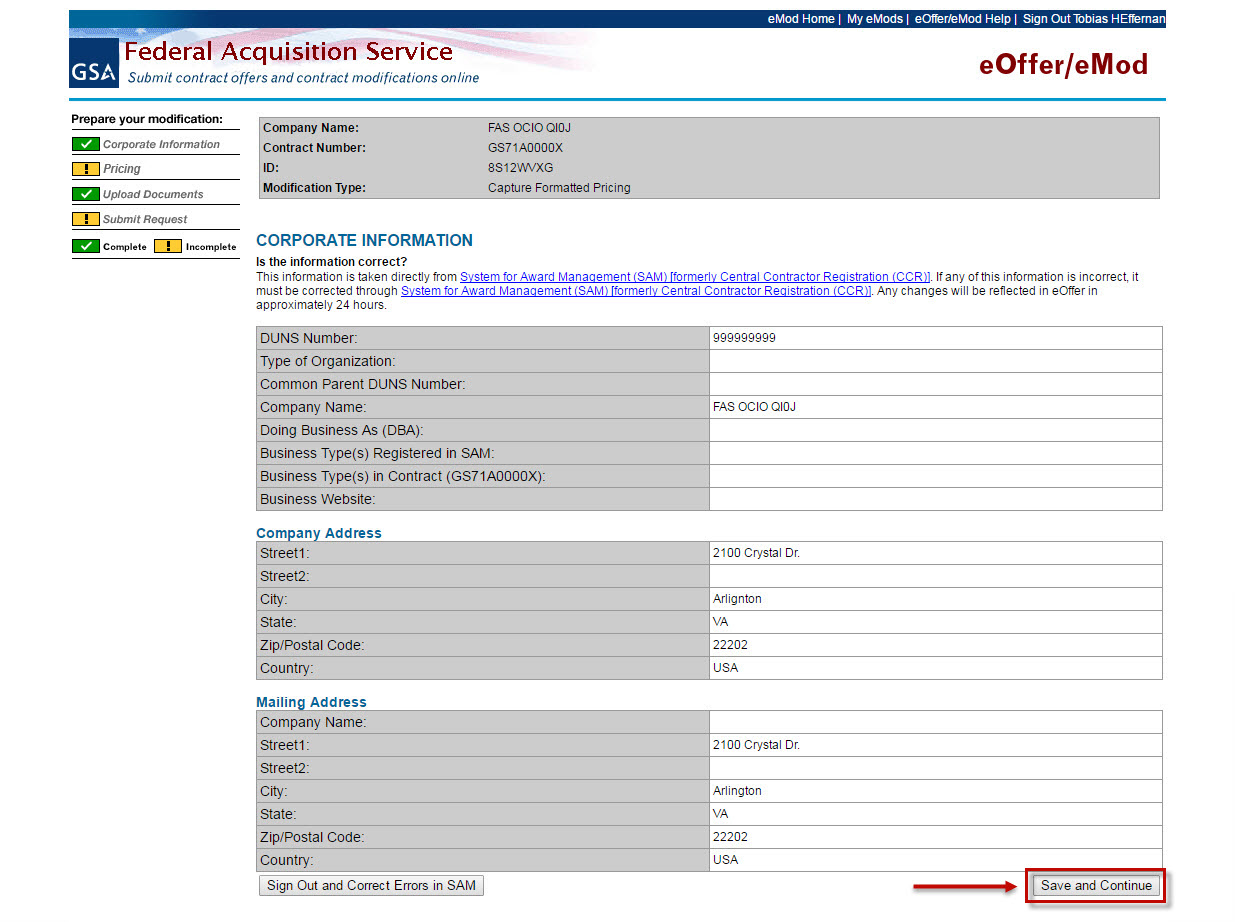 eMod Home | My eMods | eOffer/eMod Help | Sign Out Tobias HEffernan
GSA
Federal Acquisition Service
Submit contract offers and contract modifications online
eOffer/eMod
Prepare your modification:
Corporate Information
Pricing
Upload Documents
Submit Request
Complete Incomplete
Company Name: FAS OCIO QI0J
Contract Number: GS71A0000X
ID: 8S12WVXG
Modification Type: Capture Formatted Pricing
CORPORATE INFORMATION
Is the information correct?
This information is taken directly from System for Award Management (SAM) [formerly Central Contractor Registration (CCR)]. If any of this information is incorrect, it
must be corrected through System for Award Management (SAM) [formerly Central Contractor Registration (CCR)]. Any changes will be reflected in eOffer in
approximately 24 hours.
DUNS Number: 999999999
Type of Organization:
Common Parent DUNS Number:
Company Name: FAS OCIO QI0J
Doing Business As (DBA):
Business Type(s) Registered in SAM:
Business Type(s) in Contract (GS71A0000X):
Business Website:
Company Address
Street1: 2100 Crystal Dr.
Street2:
City: Arlignton
State: VA
Zip/Postal Code: 22202
Country: USA
Mailing Address
Company Name:
Street1: 2100 Crystal Dr.
Street2:
City: Arlington
State: VA
Zip/Postal Code: 22202
Country: USA
Sign Out and Correct Errors in SAM Save and Continue